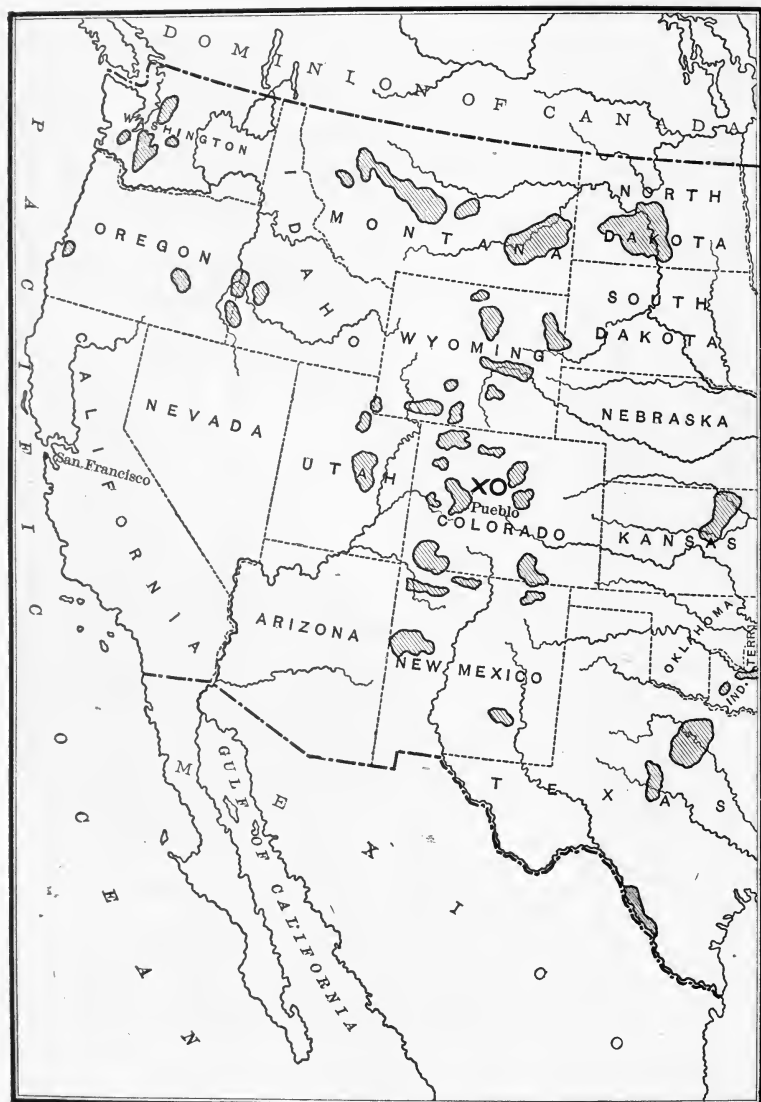 DOMINION OF CANADA
PACIFIC OCEAN
WASHINGTON
OREGON
IDAHO
MONTANA
NORTH
DAKOTA
SOUTH
DAKOTA
WYOMING
NEBRASKA
CALIFORNIA
NEVADA
UTAH
San Francisco
XO
Pueblo
COLORADO
KANSAS
ARIZONA
NEW MEXICO
OKLAHOMA
IND. TERR.
TEXAS
MEXICO
GULF OF CALIFORNIA